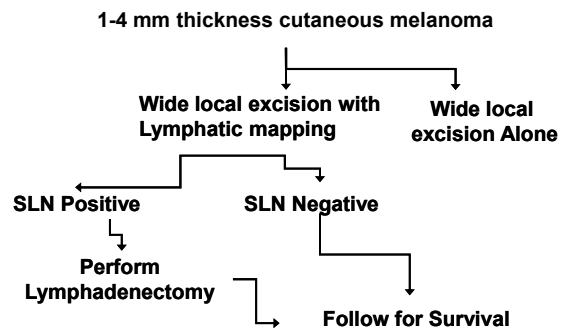 1-4 mm thickness cutaneous melanoma
Wide local excision with
Lymphatic mapping
Wide local
excision Alone
SLN Positive
SLN Negative
Perform
Lymphadenectomy
Follow for Survival